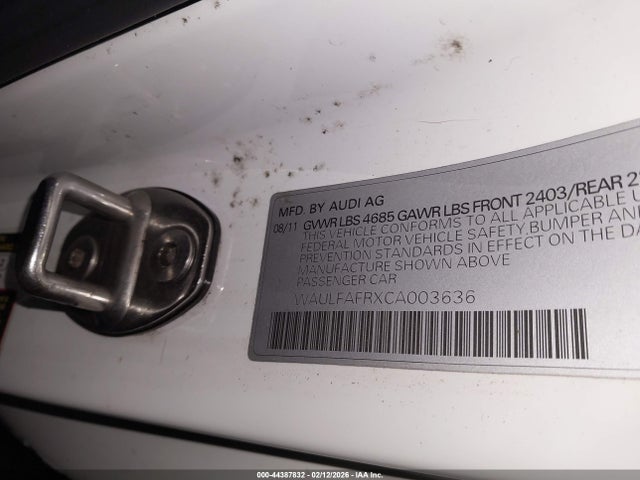 MFD. BY AUDI AG
08/11 GVWR LBS 4685 GAWR LBS FRONT 2403/REAR
THIS VEHICLE CONFORMS TO ALL APPLICABLE
FEDERAL MOTOR VEHICLE SAFETY, BUMPER AND
PREVENTION STANDARDS IN EFFECT ON THE
MANUFACTURE SHOWN ABOVE
PASSENGER CAR
WAULFAFRXCA003636
000-44387832 - 02/12/2026 - IAA Inc.